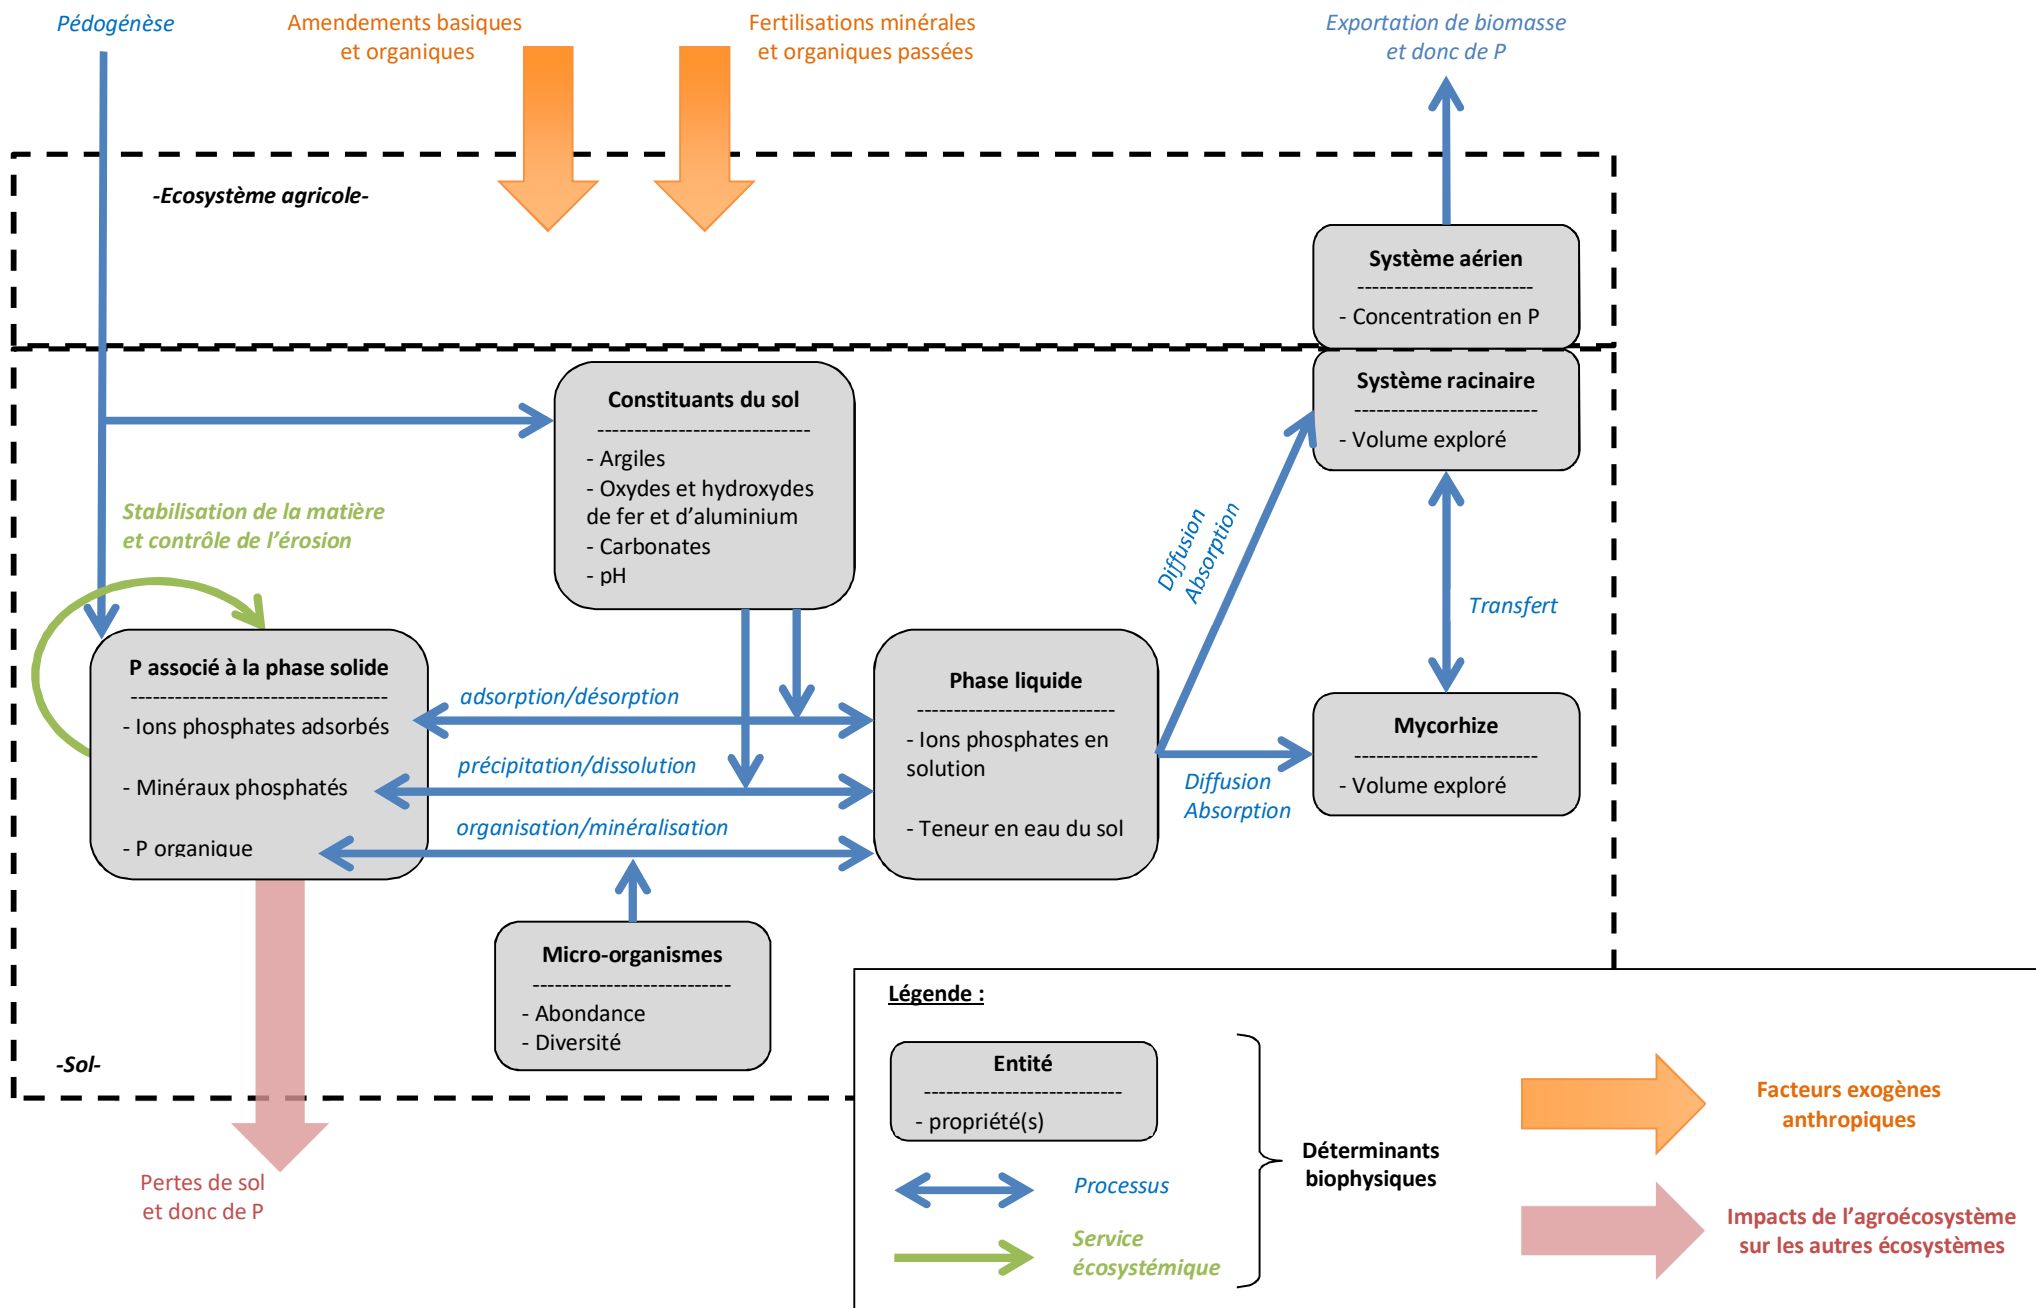 Pédogénèse
Amendements basiques
et organiques
Fertilisations minérales
et organiques passées
Exportation de biomasse
et donc de P
-Ecosystème agricole-
Système aérien
- Concentration en P
Système racinaire
- Volume exploré
Constituants du sol
- Argiles
- Oxydes et hydroxydes
de fer et d’aluminium
- Carbonates
- pH
Stabilisation de la matière
et contrôle de l’érosion
Diffusion
Absorption
Transfert
P associé à la phase solide
- Ions phosphates adsorbés
- Minéraux phosphatés
- P organique
adsorption/désorption
précipitation/dissolution
organisation/minéralisation
Phase liquide
- Ions phosphates en
solution
- Teneur en eau du sol
Diffusion
Absorption
Mycorhize
- Volume exploré
Micro-organismes
- Abondance
- Diversité
-Sol-
Pertes de sol
et donc de P
Légende :
Entité
- propriété(s)
Processus
Service
écosystémique
Déterminants
biophysiques
Facteurs exogènes
anthropiques
Impacts de l’agroécosystème
sur les autres écosystèmes